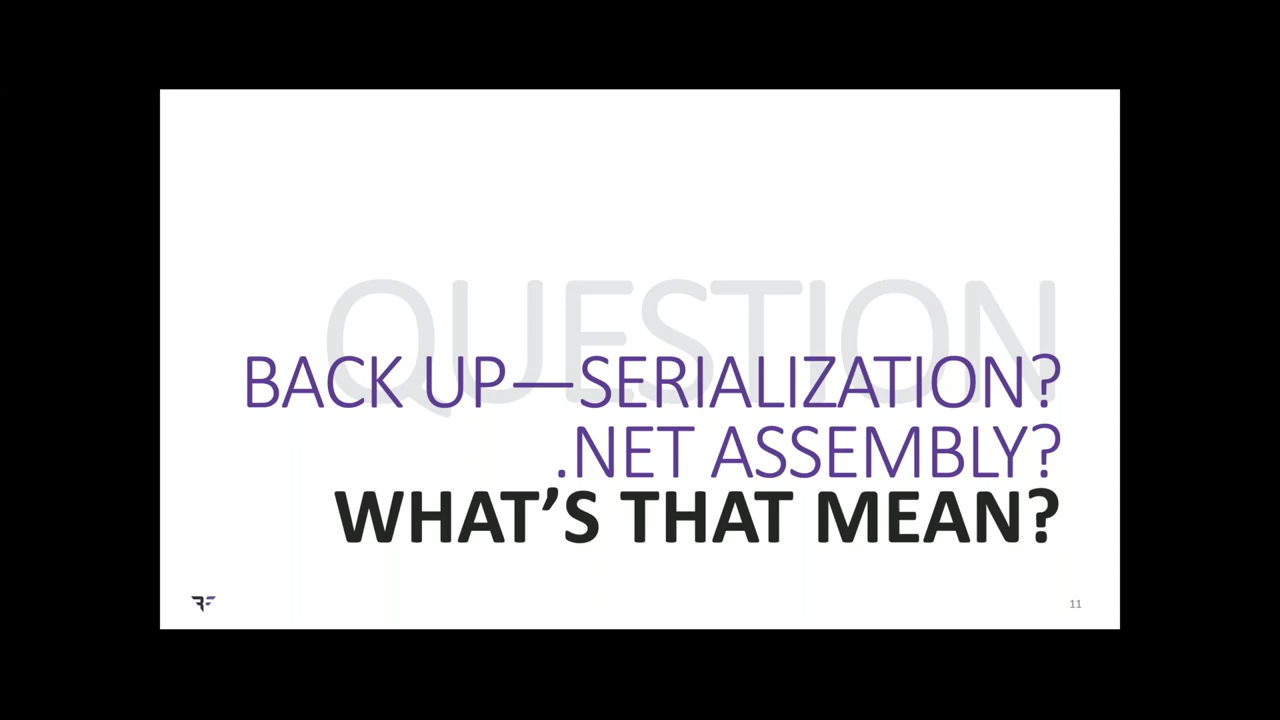 QUESTION
BACK UP—SERIALIZATION?
.NET ASSEMBLY?
WHAT’S THAT MEAN?
11